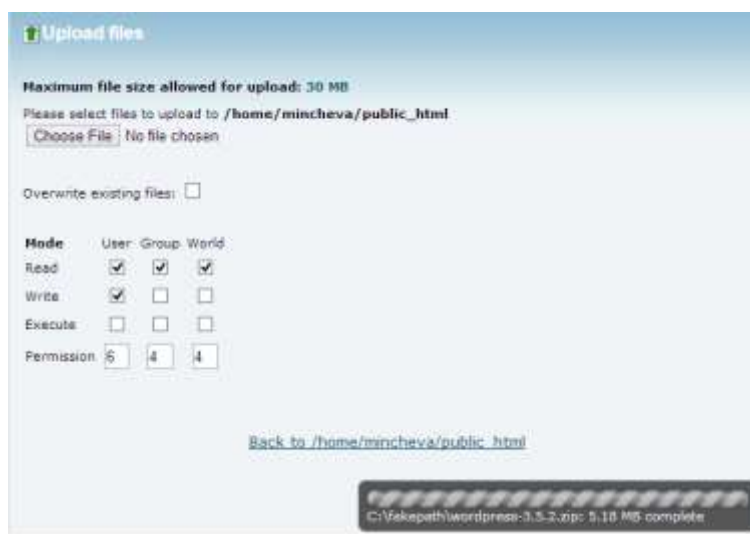 Upload files
Maximum file size allowed for upload: 30 MB
Please select files to upload to /home/mincheva/public_html
Choose File No file chosen
Overwrite existing files:
Mode User Group World
Read
Write
Execute
Permission 6 4 4
Back to /home/mincheva/public_html
C:\fakepath\wordpress-3.5.2.zip: 5.18 MB complete